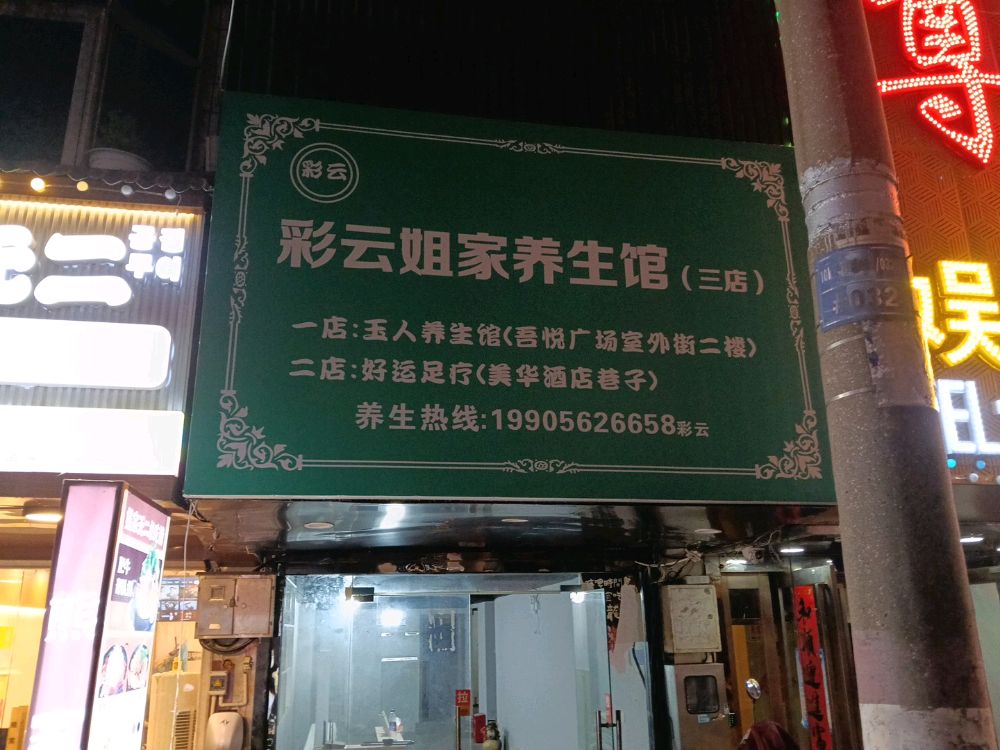 彩云
彩云姐家养生馆(三店)
一店:玉人养生馆(吾悦广场室外街二楼)
二店:好运足疗(美华酒店巷子)
养生热线:19905626658彩云
032
拉